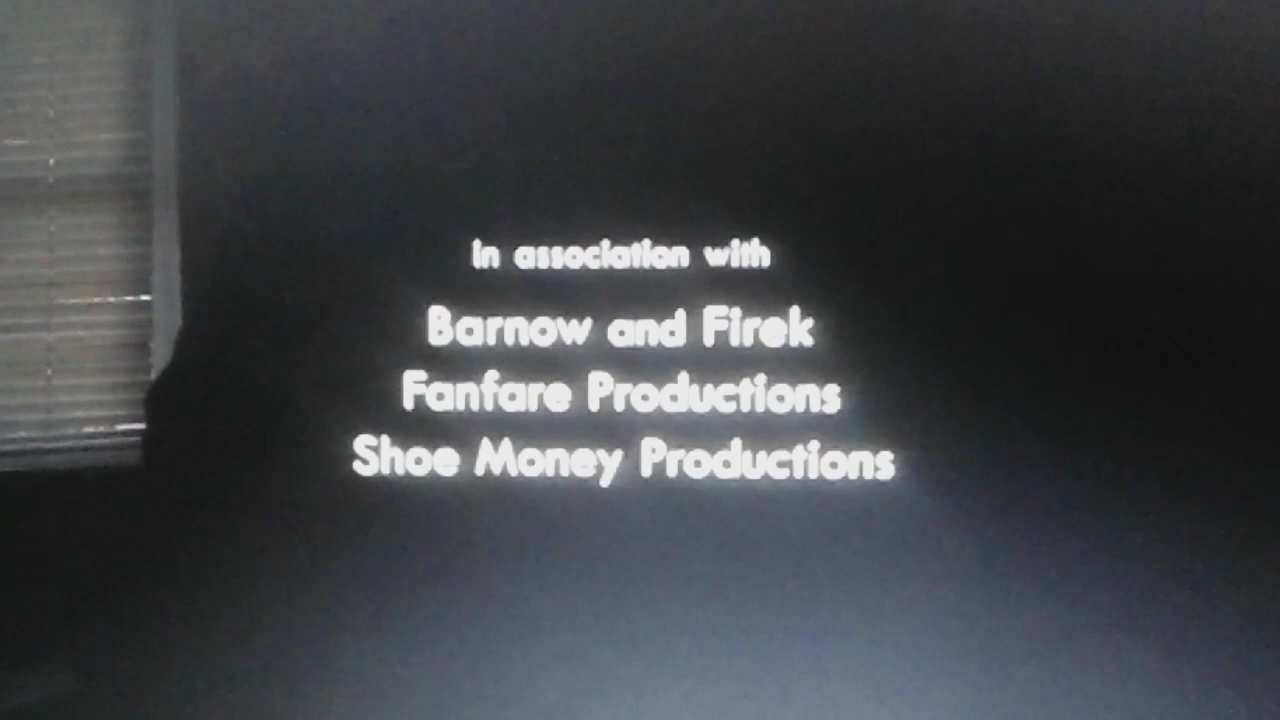 in association with
Barnow and Firek
Fanfare Productions
Shoe Money Productions